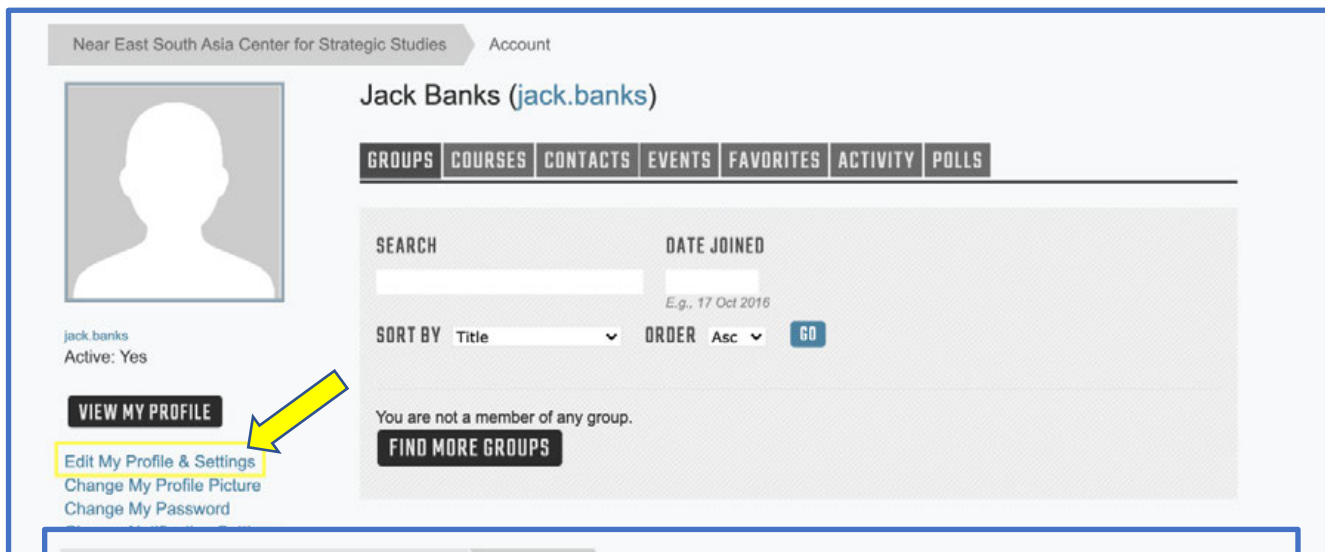 Near East South Asia Center for Strategic Studies Account
Jack Banks (jack.banks)
GROUPS COURSES CONTACTS EVENTS FAVORITES ACTIVITY POLLS
SEARCH DATE JOINED
E.g., 17 Oct 2016
SORT BY Title ORDER Asc GO
jack.banks
Active: Yes
VIEW MY PROFILE
You are not a member of any group.
FIND MORE GROUPS
Edit My Profile & Settings
Change My Profile Picture
Change My Password